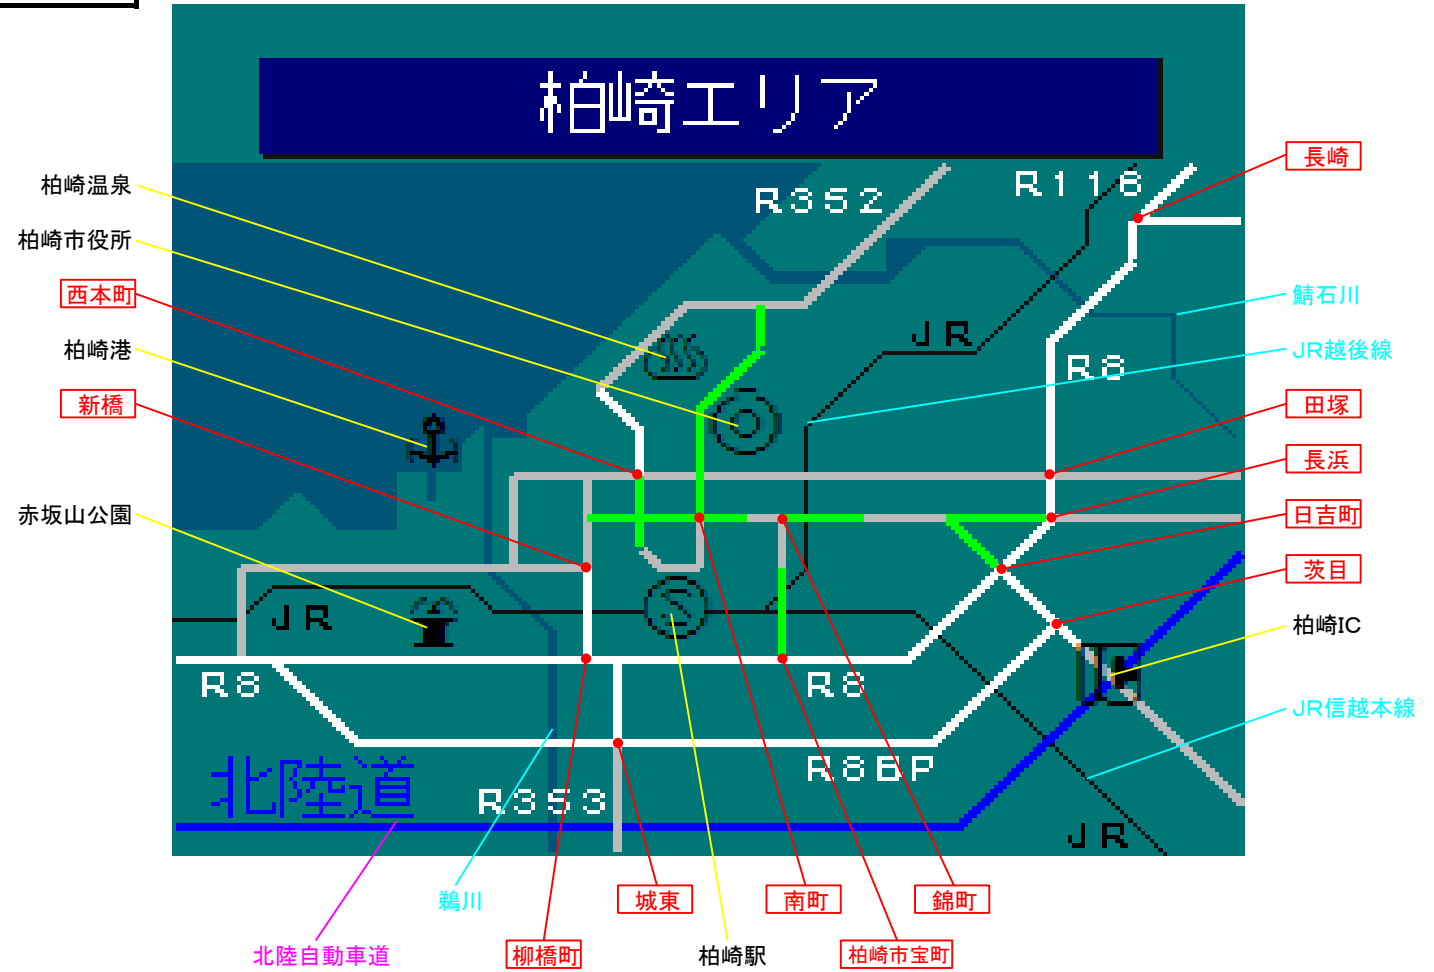 柏崎エリア
長崎
R116
柏崎温泉
R352
柏崎市役所
西本町
鯖石川
JR
柏崎港
JR越後線
R8
新橋
田塚
長浜
赤坂山公園
日吉町
茨目
JR
柏崎IC
R8
R8
JR信越本線
R8BP
北陸道
R353
JR
鵜川
城東
南町
錦町
北陸自動車道
柳橋町
柏崎駅
柏崎市宝町